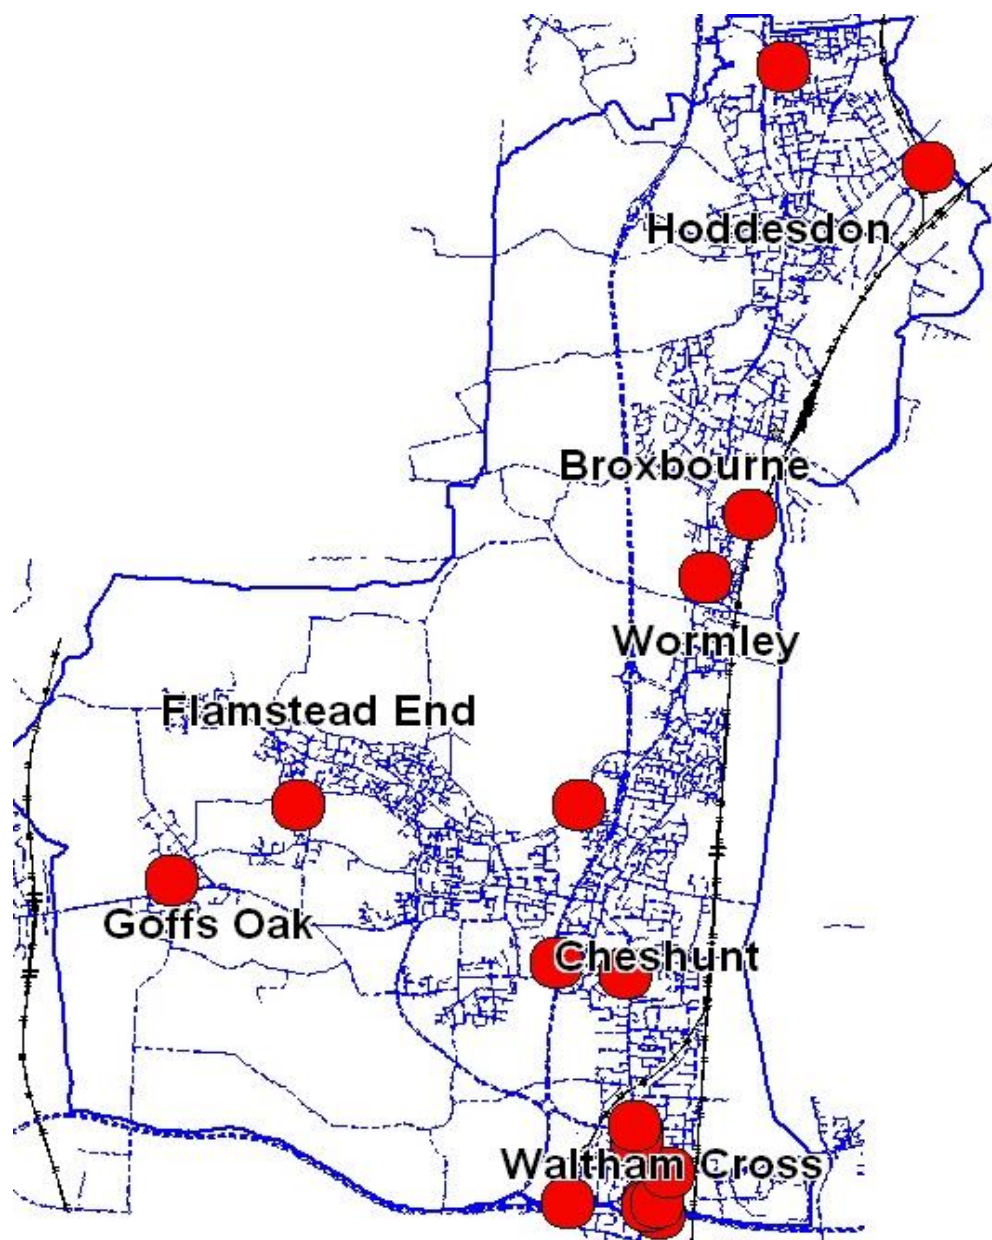 Hoddesdon
Broxbourne
Wormley
Flamstead End
Goffs Oak
Cheshunt
Waltham Cross